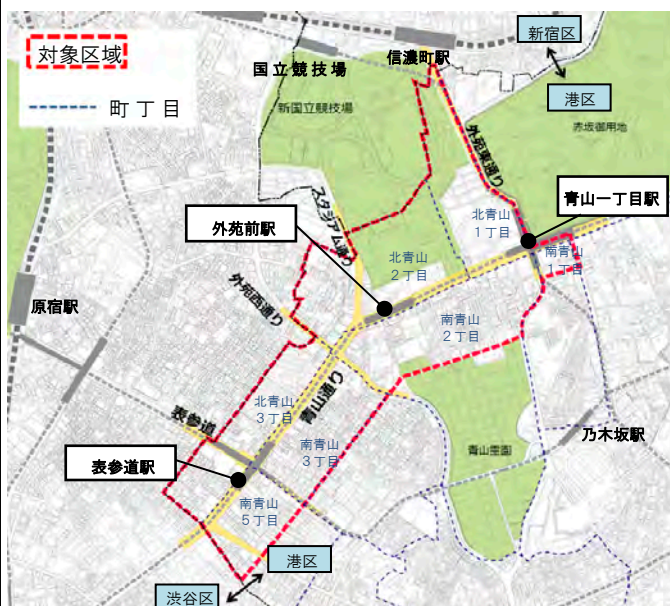 対象区域
町丁目
新宿区
港区
信濃町駅
国立競技場
新国立競技場
赤坂御用地
外苑東通り
青山一丁目駅
スタジアム通り
外苑前駅
北青山
1丁目
南青山
1丁目
北青山
2丁目
外苑西通り
原宿駅
南青山
2丁目
青山通り
北青山
3丁目
表参道
南青山
3丁目
乃木坂駅
青山霊園
表参道駅
南青山
5丁目
港区
渋谷区